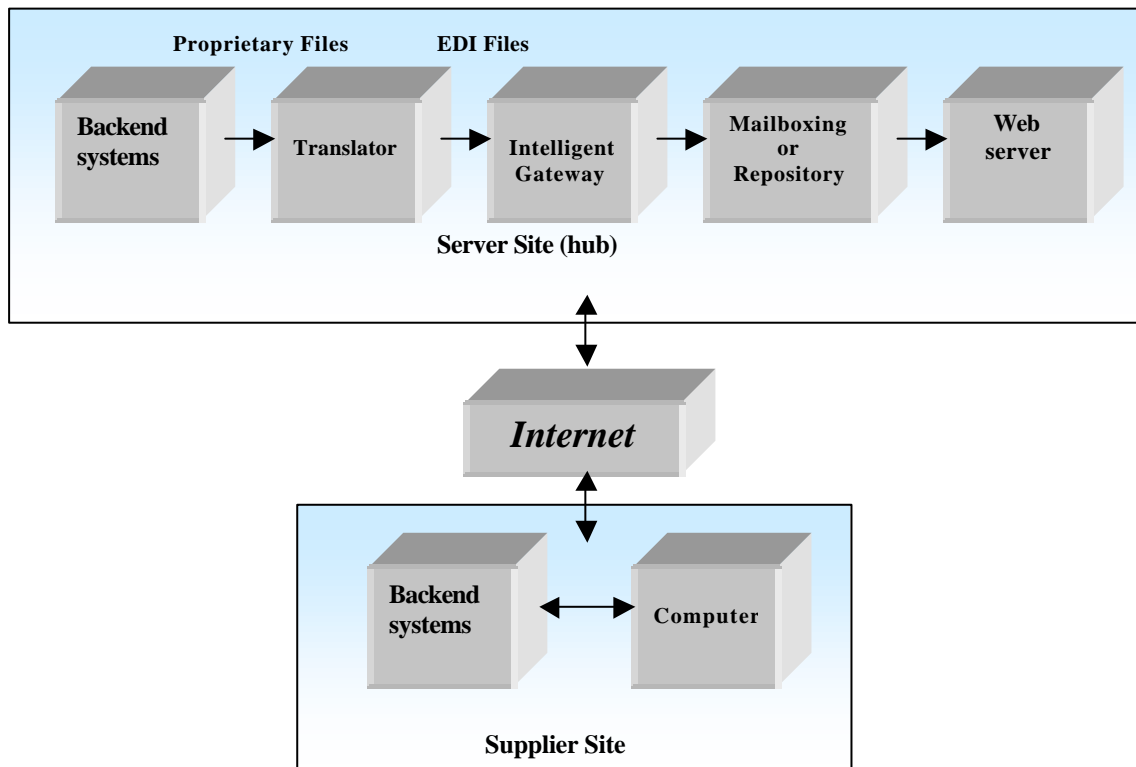 Proprietary Files
EDI Files
Backend
systems
Translator
Intelligent
Gateway
Mailboxing
or
Repository
Web
server
Server Site (hub)
Internet
Backend
systems
Computer
Supplier Site